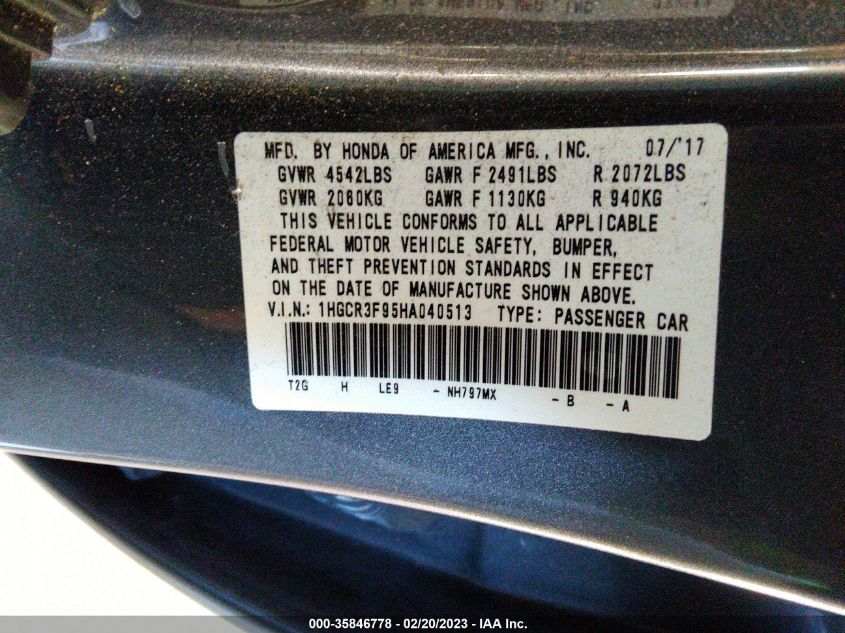 MFD. BY HONDA OF AMERICA MFG., INC. 07/'17
GVWR 4542LBS GAWR F 2491LBS R 2072LBS
GVWR 2060KG GAWR F 1130KG R 940KG
THIS VEHICLE CONFORMS TO ALL APPLICABLE
FEDERAL MOTOR VEHICLE SAFETY, BUMPER,
AND THEFT PREVENTION STANDARDS IN EFFECT
ON THE DATE OF MANUFACTURE SHOWN ABOVE.
V.I.N.: 1HGCR3F95HA040513 TYPE: PASSENGER CAR
T2G H LE9 - NH797MX - B - A
000-35846778 - 02/20/2023 - IAA Inc.